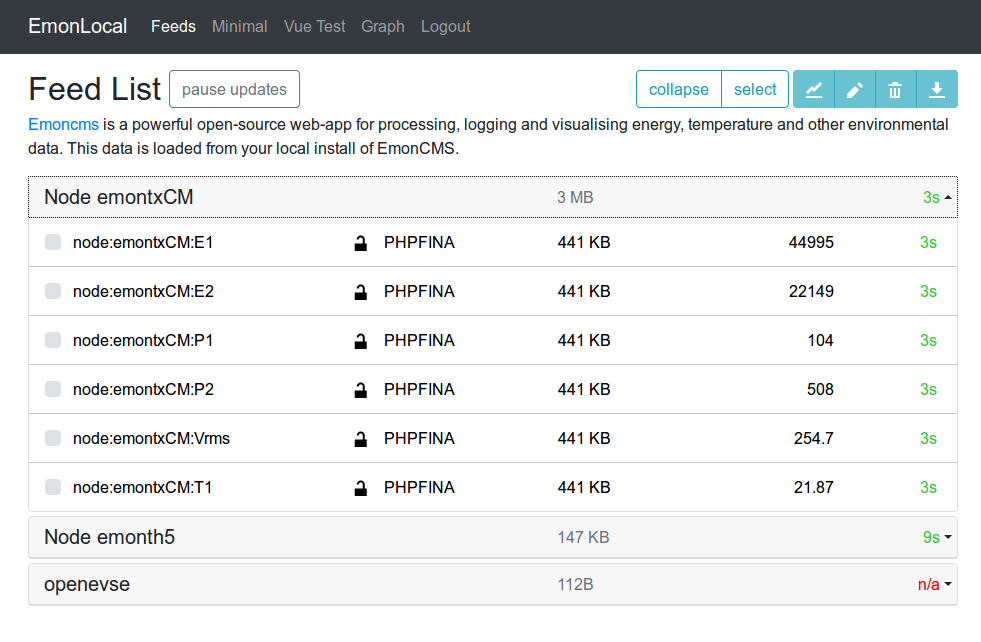 EmonLocal Feeds Minimal Vue Test Graph Logout
Feed List pause updates collapse select
Emoncms is a powerful open-source web-app for processing, logging and visualising energy, temperature and other environmental
data. This data is loaded from your local install of EmonCMS.
Node emontxCM 3 MB 3s
node:emontxCM:E1 PHPFINA 441 KB 44995 3s
node:emontxCM:E2 PHPFINA 441 KB 22149 3s
node:emontxCM:P1 PHPFINA 441 KB 104 3s
node:emontxCM:P2 PHPFINA 441 KB 508 3s
node:emontxCM:Vrms PHPFINA 441 KB 254.7 3s
node:emontxCM:T1 PHPFINA 441 KB 21.87 3s
Node emonth5 147 KB 9s
openevse 112B n/a